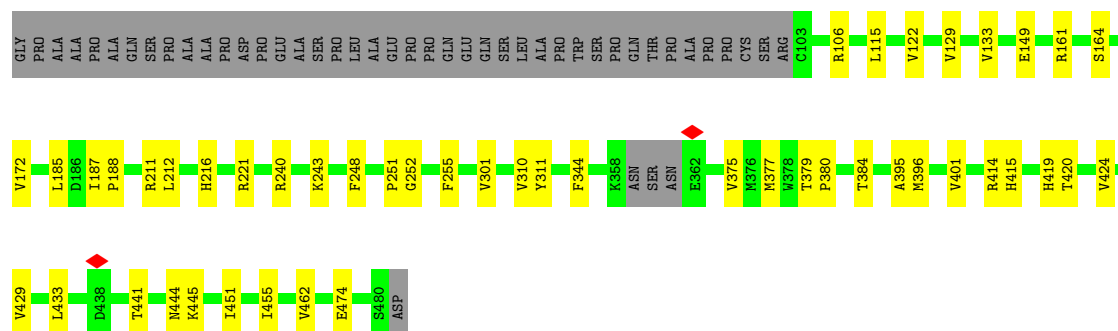 GLY PRO ALA ALA PRO ALA GLN SER PRO ALA ALA PRO ASP PRO GLU ALA SER PRO LEU ALA GLU PRO PRO GLN GLU GLN SER LEU ALA PRO TRP SER PRO GLN THR PRO ALA PRO PRO CYS SER ARG C103 R106 L115 V122 V129 V133 E149 R161 S164
V172 L185 D186 I187 P188 R211 L212 H216 R221 R240 K243 F248 P251 G252 F255 V301 V310 Y311 F344 K358 ASN SER ASN E362 V375 M376 M377 W378 T379 P380 T384 A395 M396 V401 R414 H415 H419 T420 V424
V429 L433 D438 T441 N444 K445 I451 I455 V462 E474 S480 ASP